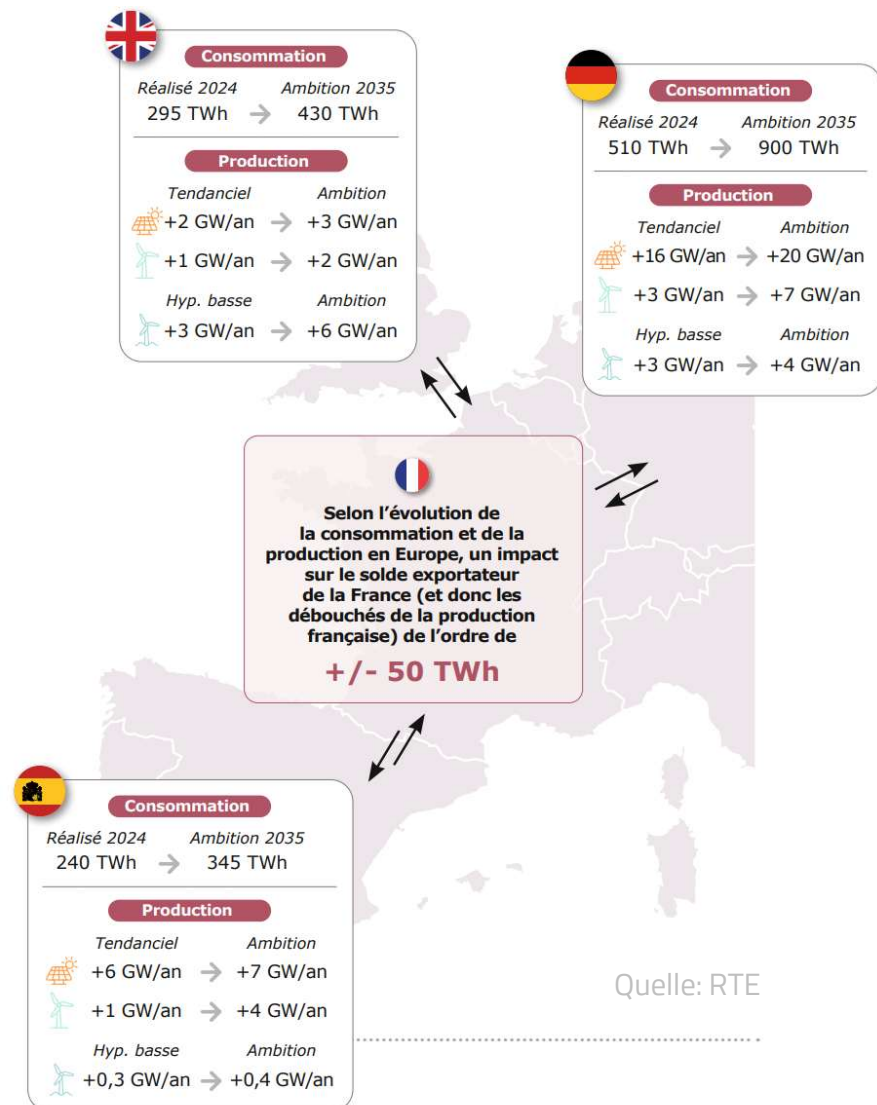 Consommation
Réalisé 2024 Ambition 2035
295 TWh → 430 TWh
Production
Tendanciel Ambition
+2 GW/an → +3 GW/an
+1 GW/an → +2 GW/an
Hyp. basse Ambition
+3 GW/an → +6 GW/an
Consommation
Réalisé 2024 Ambition 2035
510 TWh → 900 TWh
Production
Tendanciel Ambition
+16 GW/an → +20 GW/an
+3 GW/an → +7 GW/an
Hyp. basse Ambition
+3 GW/an → +4 GW/an
Selon l’évolution de
la consommation et de la
production en Europe, un impact
sur le solde exportateur
de la France (et donc les
débouchés de la production
française) de l’ordre de
+/- 50 TWh
Consommation
Réalisé 2024 Ambition 2035
240 TWh → 345 TWh
Production
Tendanciel Ambition
+6 GW/an → +7 GW/an
+1 GW/an → +4 GW/an
Hyp. basse Ambition
+0,3 GW/an → +0,4 GW/an
Quelle: RTE